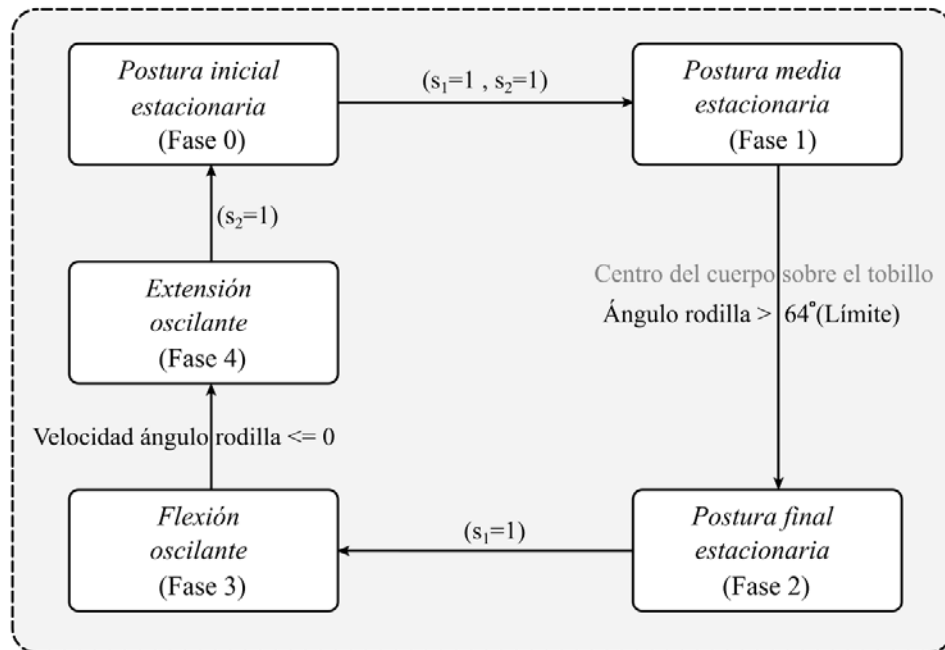 Postura inicial
estacionaria
(Fase 0)
(s₁=1 , s₂=1)
Postura media
estacionaria
(Fase 1)
(s₂=1)
Centro del cuerpo sobre el tobillo
Ángulo rodilla > 64°(Límite)
Extensión
oscilante
(Fase 4)
Velocidad ángulo rodilla <= 0
Flexión
oscilante
(Fase 3)
(s₁=1)
Postura final
estacionaria
(Fase 2)